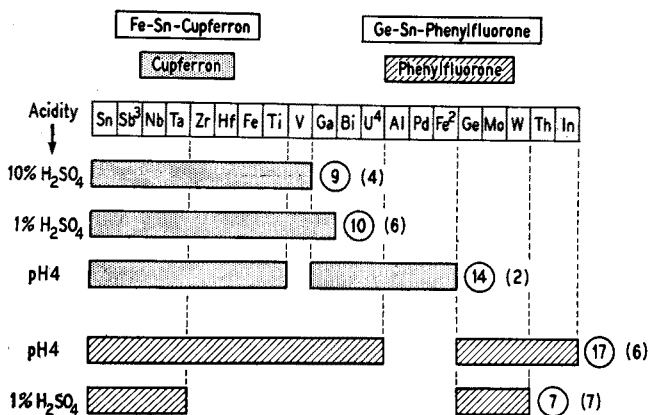 Fe-Sn-Cupferron Ge-Sn-Phenylfluorone
Cupferron Phenylfluorone
Acidity
Sn Sb³ Nb Ta Zr Hf Fe Ti V Ga Bi U⁴ Al Pd Fe² Ge Mo W Th In
10% H₂SO₄ 9 (4)
1% H₂SO₄ 10 (6)
pH4 14 (2)
pH4 17 (6)
1% H₂SO₄ 7 (7)